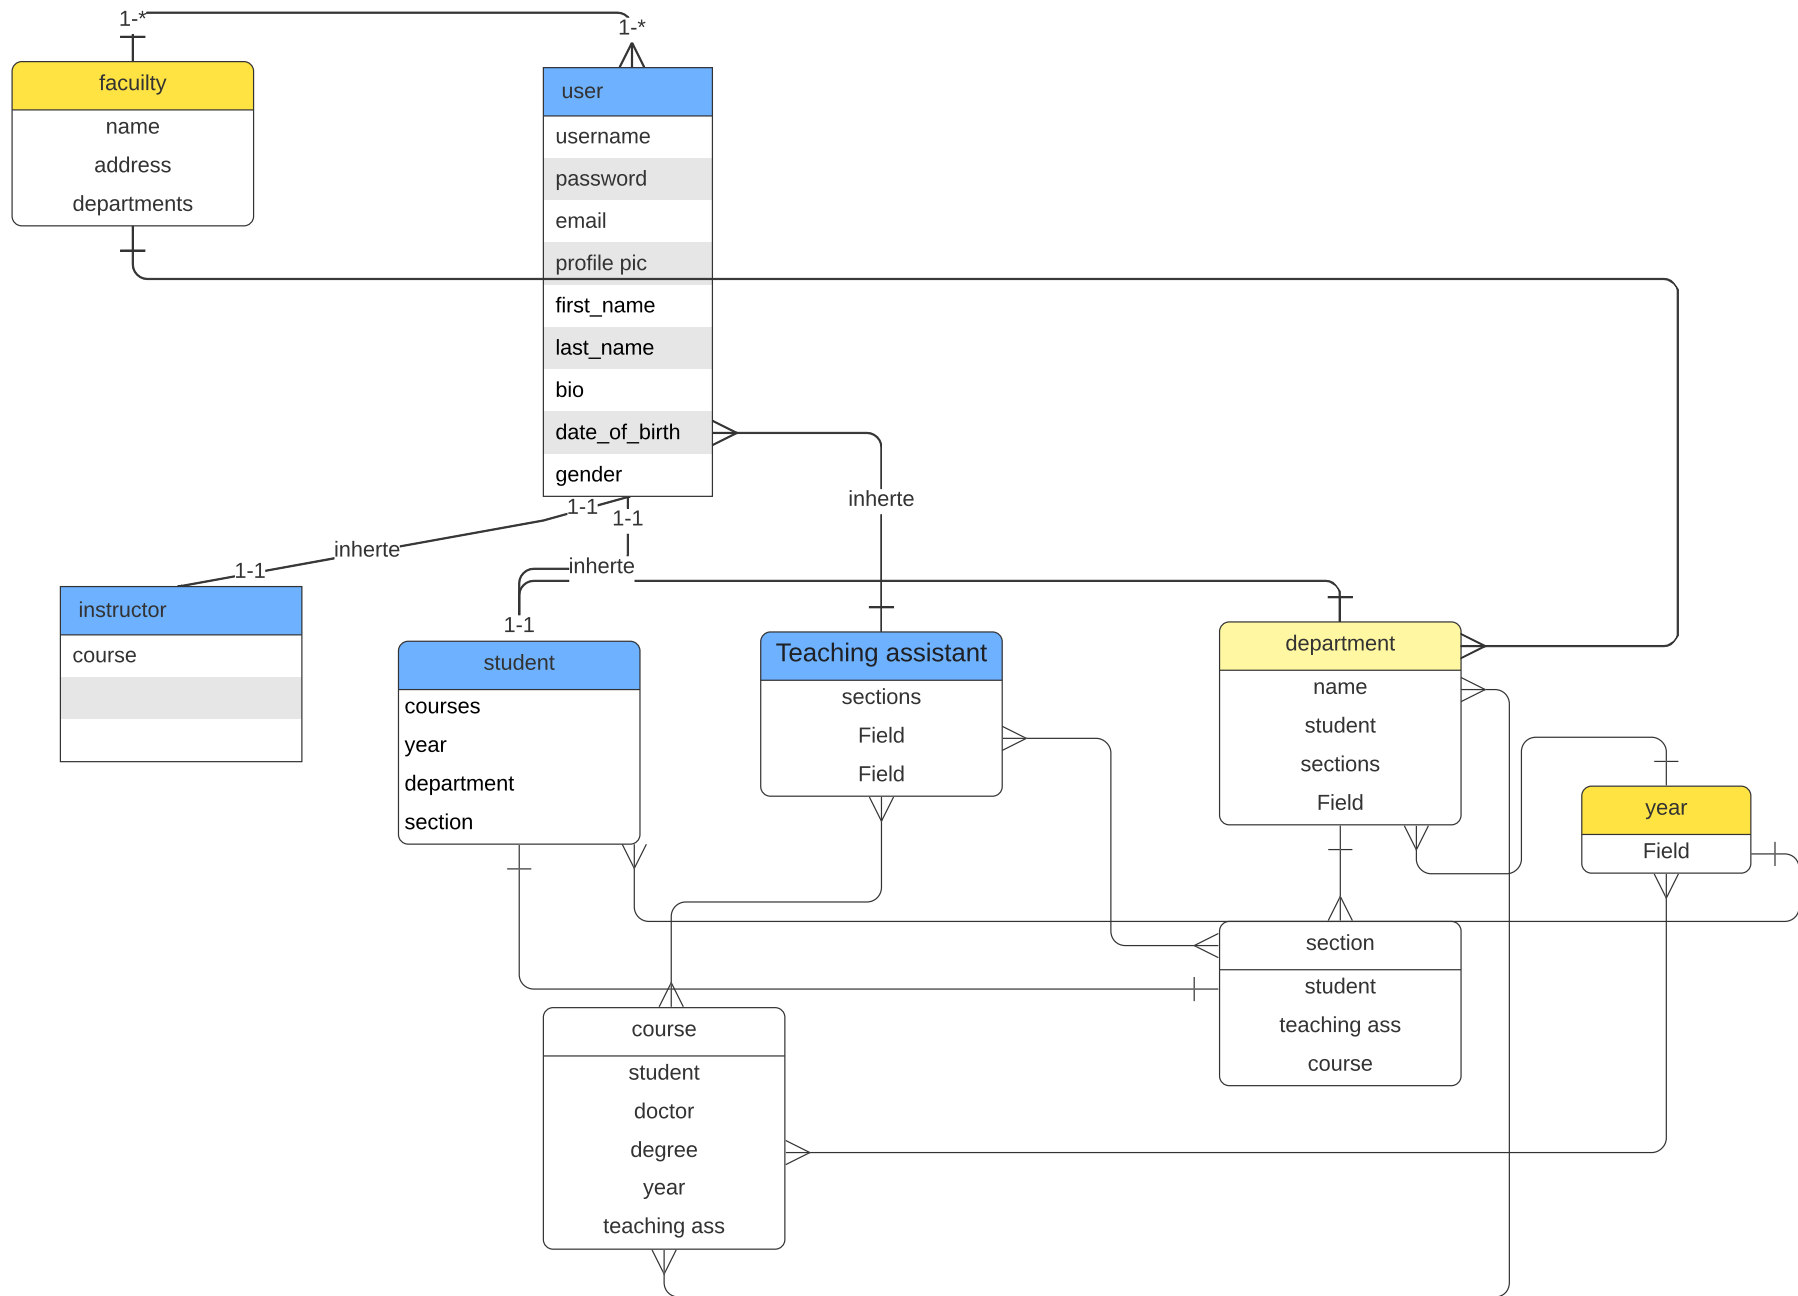 1-*
1-*
facuilty
name
address
departments
user
username
password
email
profile pic
first_name
last_name
bio
date_of_birth
gender
1-1
1-1
inherte
inherte
inherte
1-1
1-1
instructor
course
student
courses
year
department
section
Teaching assistant
sections
Field
Field
department
name
student
sections
Field
year
Field
section
student
teaching ass
course
course
student
doctor
degree
year
teaching ass